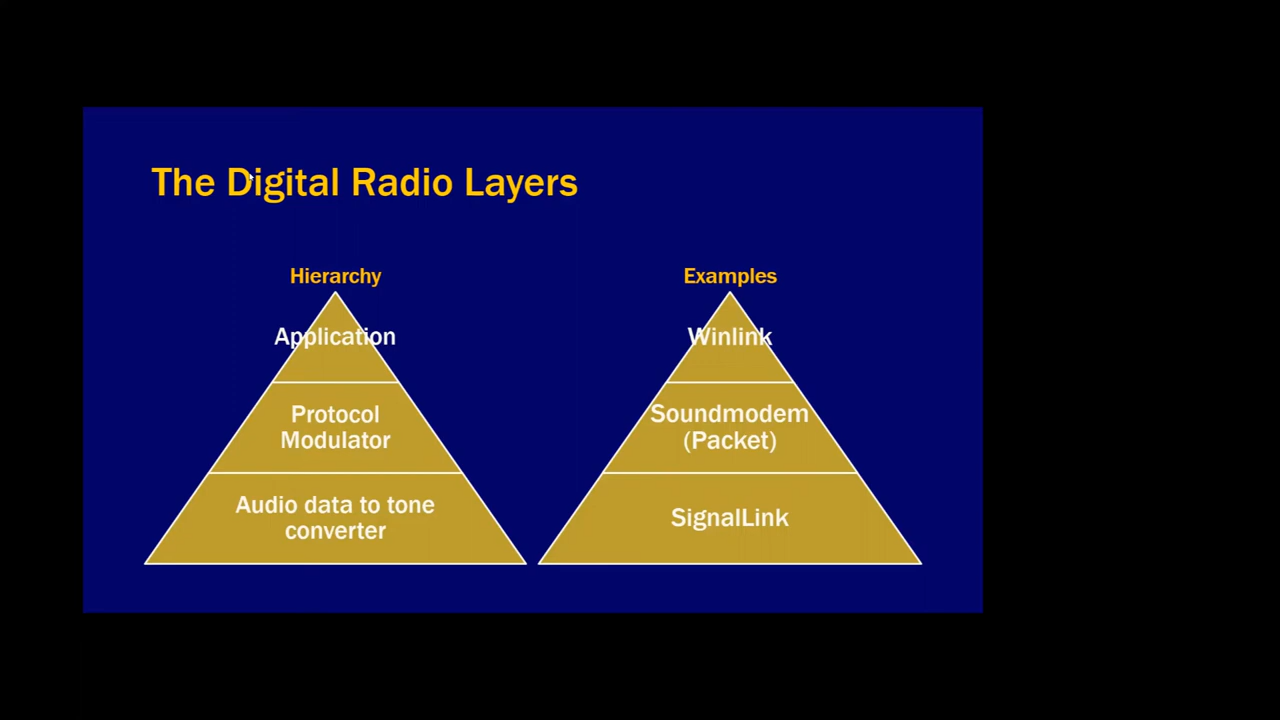 The Digital Radio Layers
Hierarchy
Application
Protocol
Modulator
Audio data to tone
converter
Examples
Winlink
Soundmodem
(Packet)
SignalLink